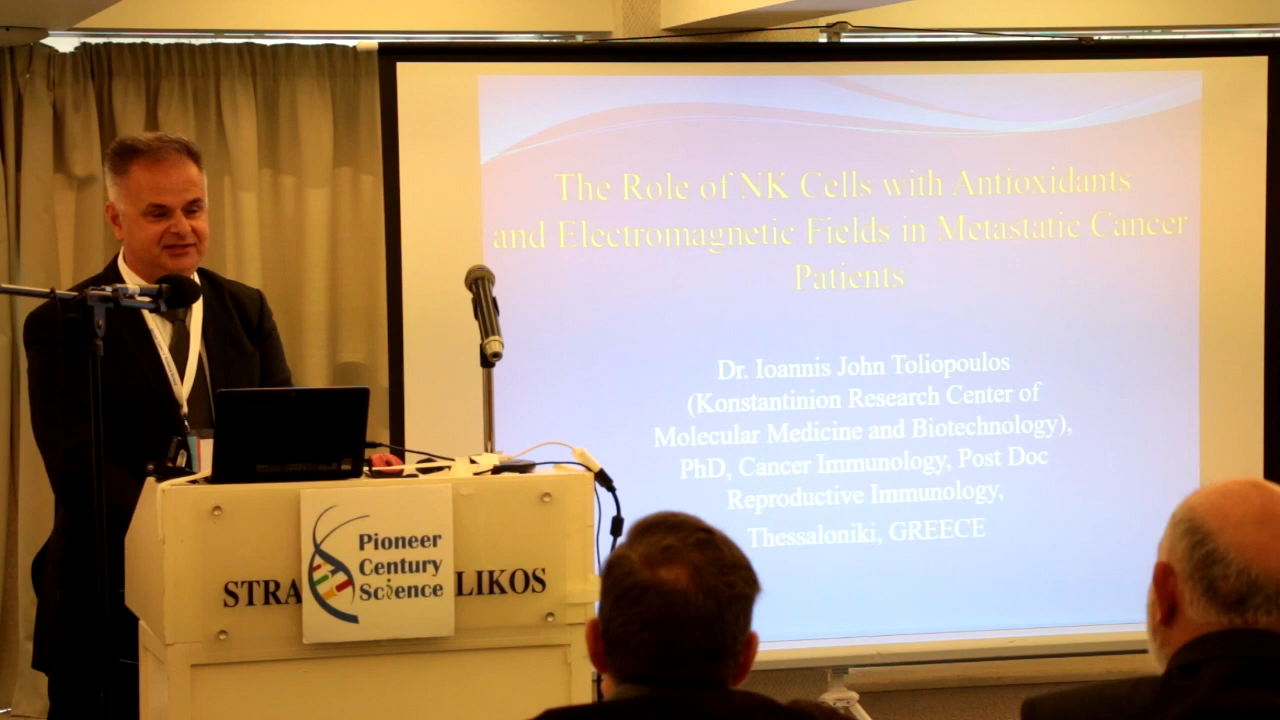 The Role of NK Cells with Antioxidants
and Electromagnetic Fields in Metastatic Cancer
Patients
Dr. Ioannis John Toliopoulos
(Konstantinion Research Center of
Molecular Medicine and Biotechnology),
PhD, Cancer Immunology, Post Doc
Reproductive Immunology,
Thessaloniki, GREECE
Pioneer
Century
Science
STRA LIKOS